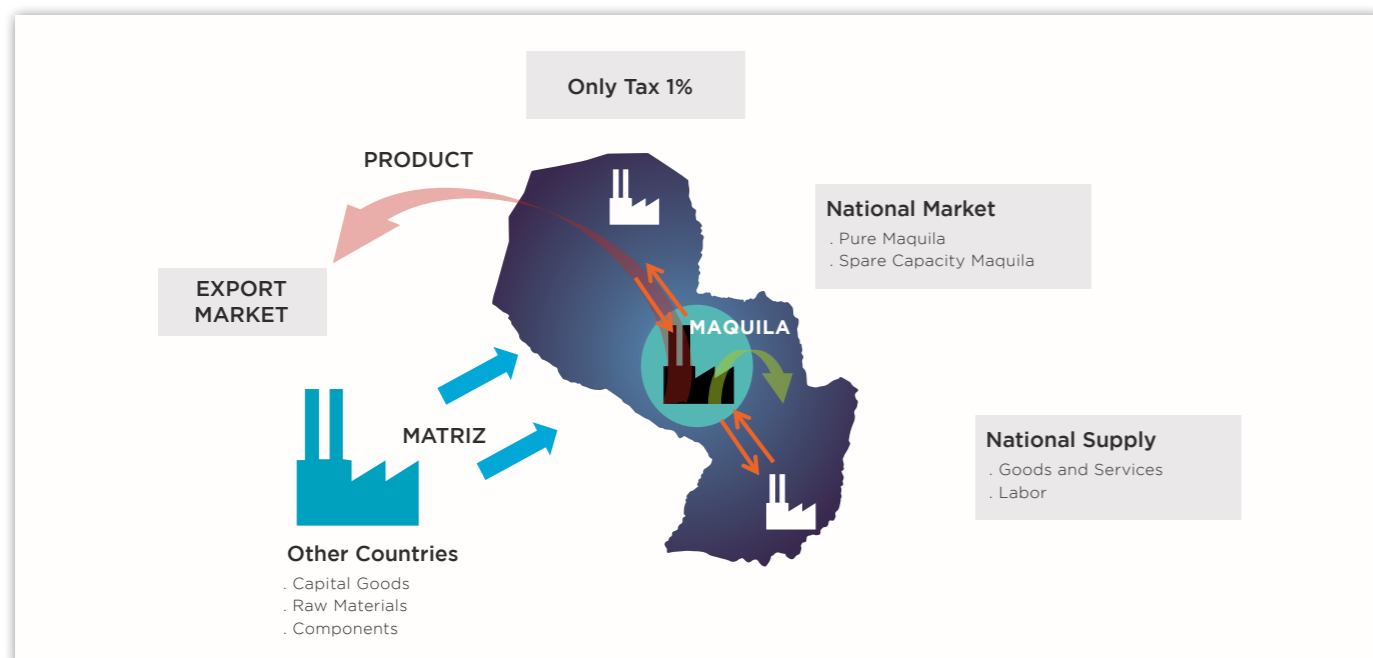 Only Tax 1%
PRODUCT
National Market
. Pure Maquila
. Spare Capacity Maquila
EXPORT
MARKET
MAQUILA
MATRIZ
National Supply
. Goods and Services
. Labor
Other Countries
. Capital Goods
. Raw Materials
. Components